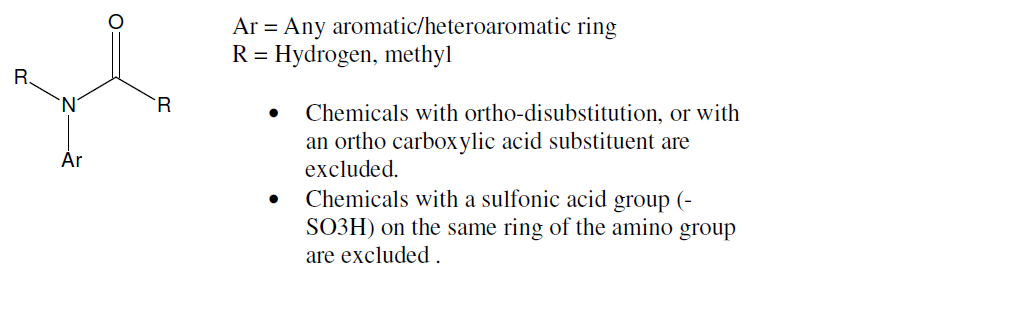 O
R
N
R
Ar
Ar = Any aromatic/heteroaromatic ring
R = Hydrogen, methyl
• Chemicals with ortho-disubstitution, or with
an ortho carboxylic acid substituent are
excluded.
• Chemicals with a sulfonic acid group (-
SO3H) on the same ring of the amino group
are excluded .